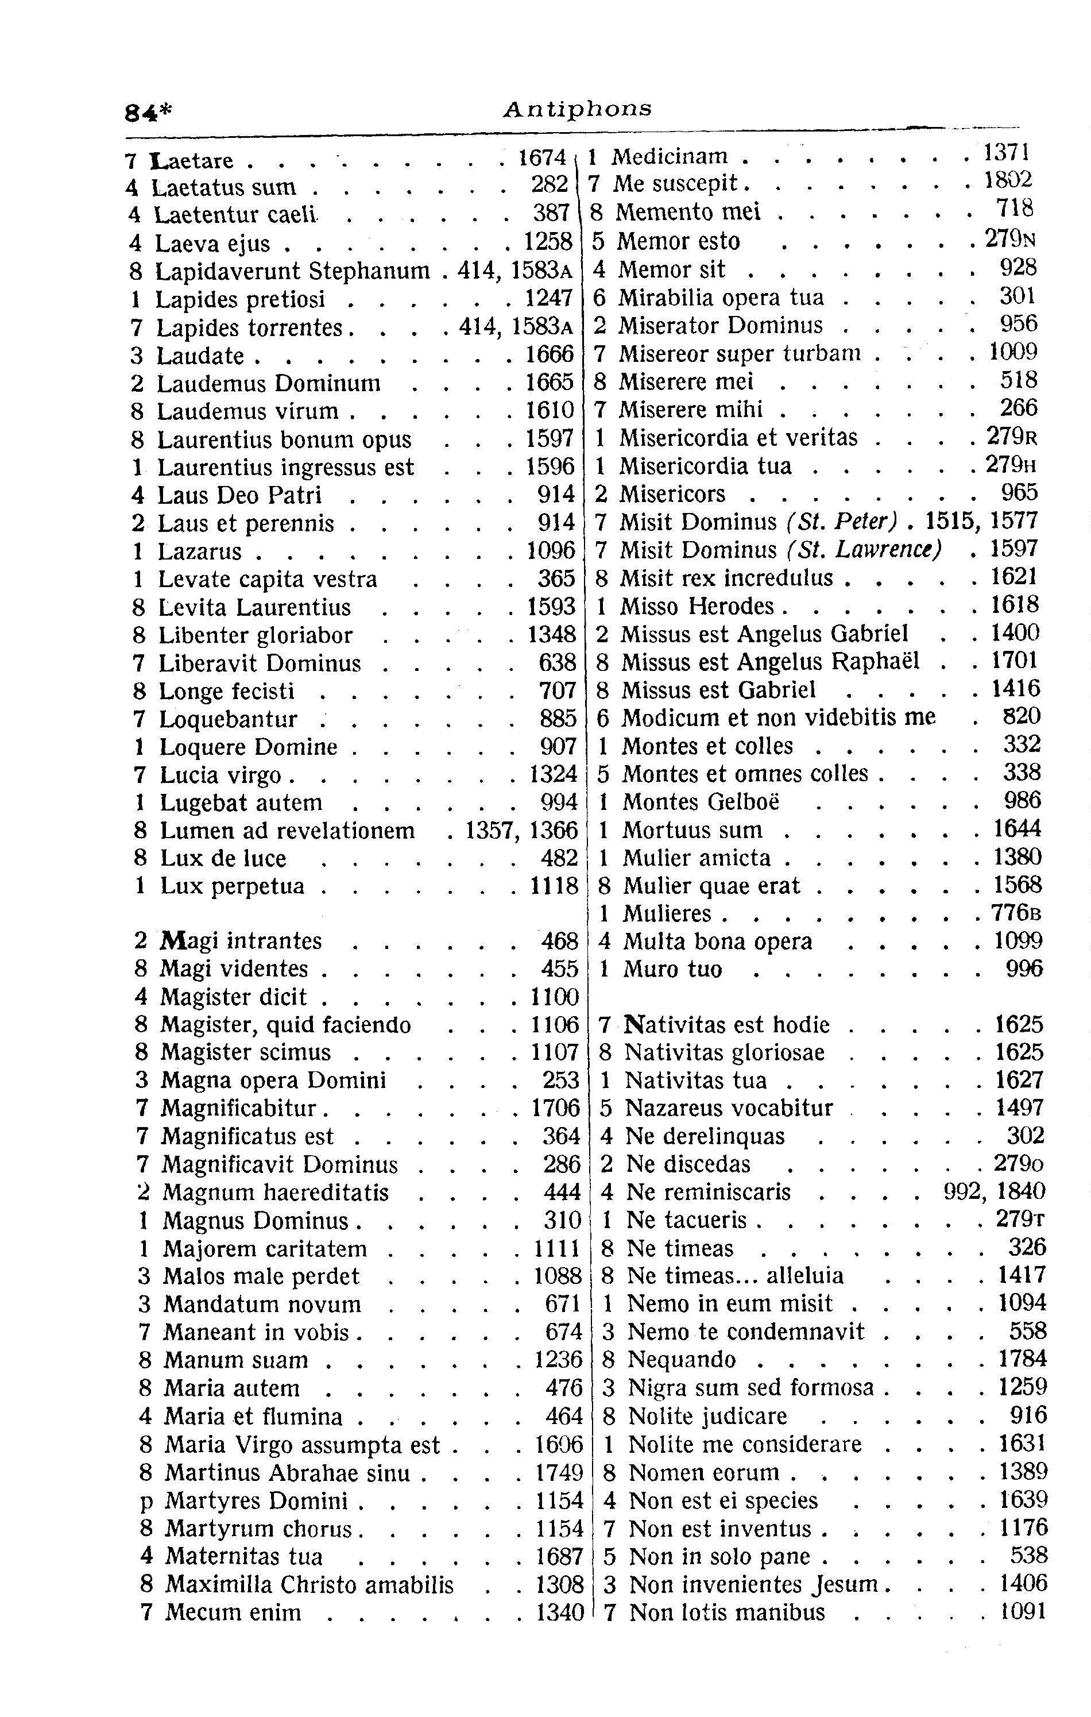 84*
Antiphons
7 Laetare . . . . . . . . . 1674
4 Laetatus sum . . . . . . . 282
4 Laetentur caeli . . . . . . 387
4 Laeva ejus . . . . . . . . 1258
8 Lapidaverunt Stephanum . 414, 1583A
1 Lapides pretiosi . . . . . . 1247
7 Lapides torrentes . . . . 414, 1583A
3 Laudate . . . . . . . . . 1666
2 Laudemus Dominum . . . . 1665
8 Laudemus virum . . . . . . 1610
8 Laurentius bonum opus . . . 1597
1 Laurentius ingressus est . . . 1596
4 Laus Deo Patri . . . . . . 914
2 Laus et perennis . . . . . . 914
1 Lazarus . . . . . . . . . 1096
1 Levate capita vestra . . . . 365
8 Levita Laurentius . . . . . 1593
8 Libenter gloriabor . . . . . 1348
7 Liberavit Dominus . . . . . 638
8 Longe fecisti . . . . . . . 707
7 Loquebantur . . . . . . . 885
1 Loquere Domine . . . . . . 907
7 Lucia virgo . . . . . . . . 1324
1 Lugebat autem . . . . . . 994
8 Lumen ad revelationem . 1357, 1366
8 Lux de luce . . . . . . . 482
1 Lux perpetua . . . . . . . 1118
2 Magi intrantes . . . . . . 468
8 Magi videntes . . . . . . . 455
4 Magister dicit . . . . . . . 1100
8 Magister, quid faciendo . . . 1106
8 Magister scimus . . . . . . 1107
3 Magna opera Domini . . . . 253
7 Magnificabitur . . . . . . . 1706
7 Magnificatus est . . . . . . 364
7 Magnificavit Dominus . . . . 286
2 Magnum haereditatis . . . . 444
1 Magnus Dominus . . . . . . 310
1 Majorem caritatem . . . . . 1111
3 Malos male perdet . . . . . 1088
3 Mandatum novum . . . . . 671
7 Maneant in vobis . . . . . . 674
8 Manum suam . . . . . . . 1236
8 Maria autem . . . . . . . 476
4 Maria et flumina . . . . . . 464
8 Maria Virgo assumpta est . . . 1606
8 Martinus Abrahae sinu . . . . 1749
p Martyres Domini . . . . . . 1154
8 Martyrum chorus . . . . . . 1154
4 Maternitas tua . . . . . . 1687
8 Maximilla Christo amabilis . . 1308
7 Mecum enim . . . . . . . 1340
1 Medicinam . . . . . . . . 1371
7 Me suscepit . . . . . . . . 1802
8 Memento mei . . . . . . . 718
5 Memor esto . . . . . . . 279N
4 Memor sit . . . . . . . . 928
6 Mirabilia opera tua . . . . . 301
2 Miserator Dominus . . . . . 956
7 Misereor super turbam . . . . 1009
8 Miserere mei . . . . . . . 518
7 Miserere mihi . . . . . . . 266
1 Misericordia et veritas . . . . 279R
1 Misericordia tua . . . . . . 279H
2 Misericors . . . . . . . . 965
7 Misit Dominus (St. Peter) . 1515, 1577
7 Misit Dominus (St. Lawrence) . 1597
8 Misit rex incredulus . . . . . 1621
1 Misso Herodes . . . . . . . 1618
2 Missus est Angelus Gabriel . . 1400
8 Missus est Angelus Raphaël . . 1701
8 Missus est Gabriel . . . . . 1416
6 Modicum et non videbitis me . 820
1 Montes et colles . . . . . . 332
5 Montes et omnes colles . . . . 338
1 Montes Gelboë . . . . . . 986
1 Mortuus sum . . . . . . . 1644
1 Mulier amicta . . . . . . . 1380
8 Mulier quae erat . . . . . . 1568
1 Mulieres . . . . . . . . . 776B
4 Multa bona opera . . . . . 1099
1 Muro tuo . . . . . . . . 996
7 Nativitas est hodie . . . . . 1625
8 Nativitas gloriosae . . . . . 1625
1 Nativitas tua . . . . . . . 1627
5 Nazareus vocabitur . . . . . 1497
4 Ne derelinquas . . . . . . 302
2 Ne discedas . . . . . . . 279O
4 Ne reminiscaris . . . . 992, 1840
1 Ne tacueris . . . . . . . . 279T
8 Ne timeas . . . . . . . . 326
8 Ne timeas... alleluia . . . . 1417
1 Nemo in eum misit . . . . . 1094
3 Nemo te condemnavit . . . . 558
8 Nequando . . . . . . . . 1784
3 Nigra sum sed formosa . . . . 1259
8 Nolite judicare . . . . . . 916
1 Nolite me considerare . . . . 1631
8 Nomen eorum . . . . . . . 1389
4 Non est ei species . . . . . 1639
7 Non est inventus . . . . . . 1176
5 Non in solo pane . . . . . . 538
3 Non invenientes Jesum . . . . 1406
7 Non lotis manibus . . . . . 1091